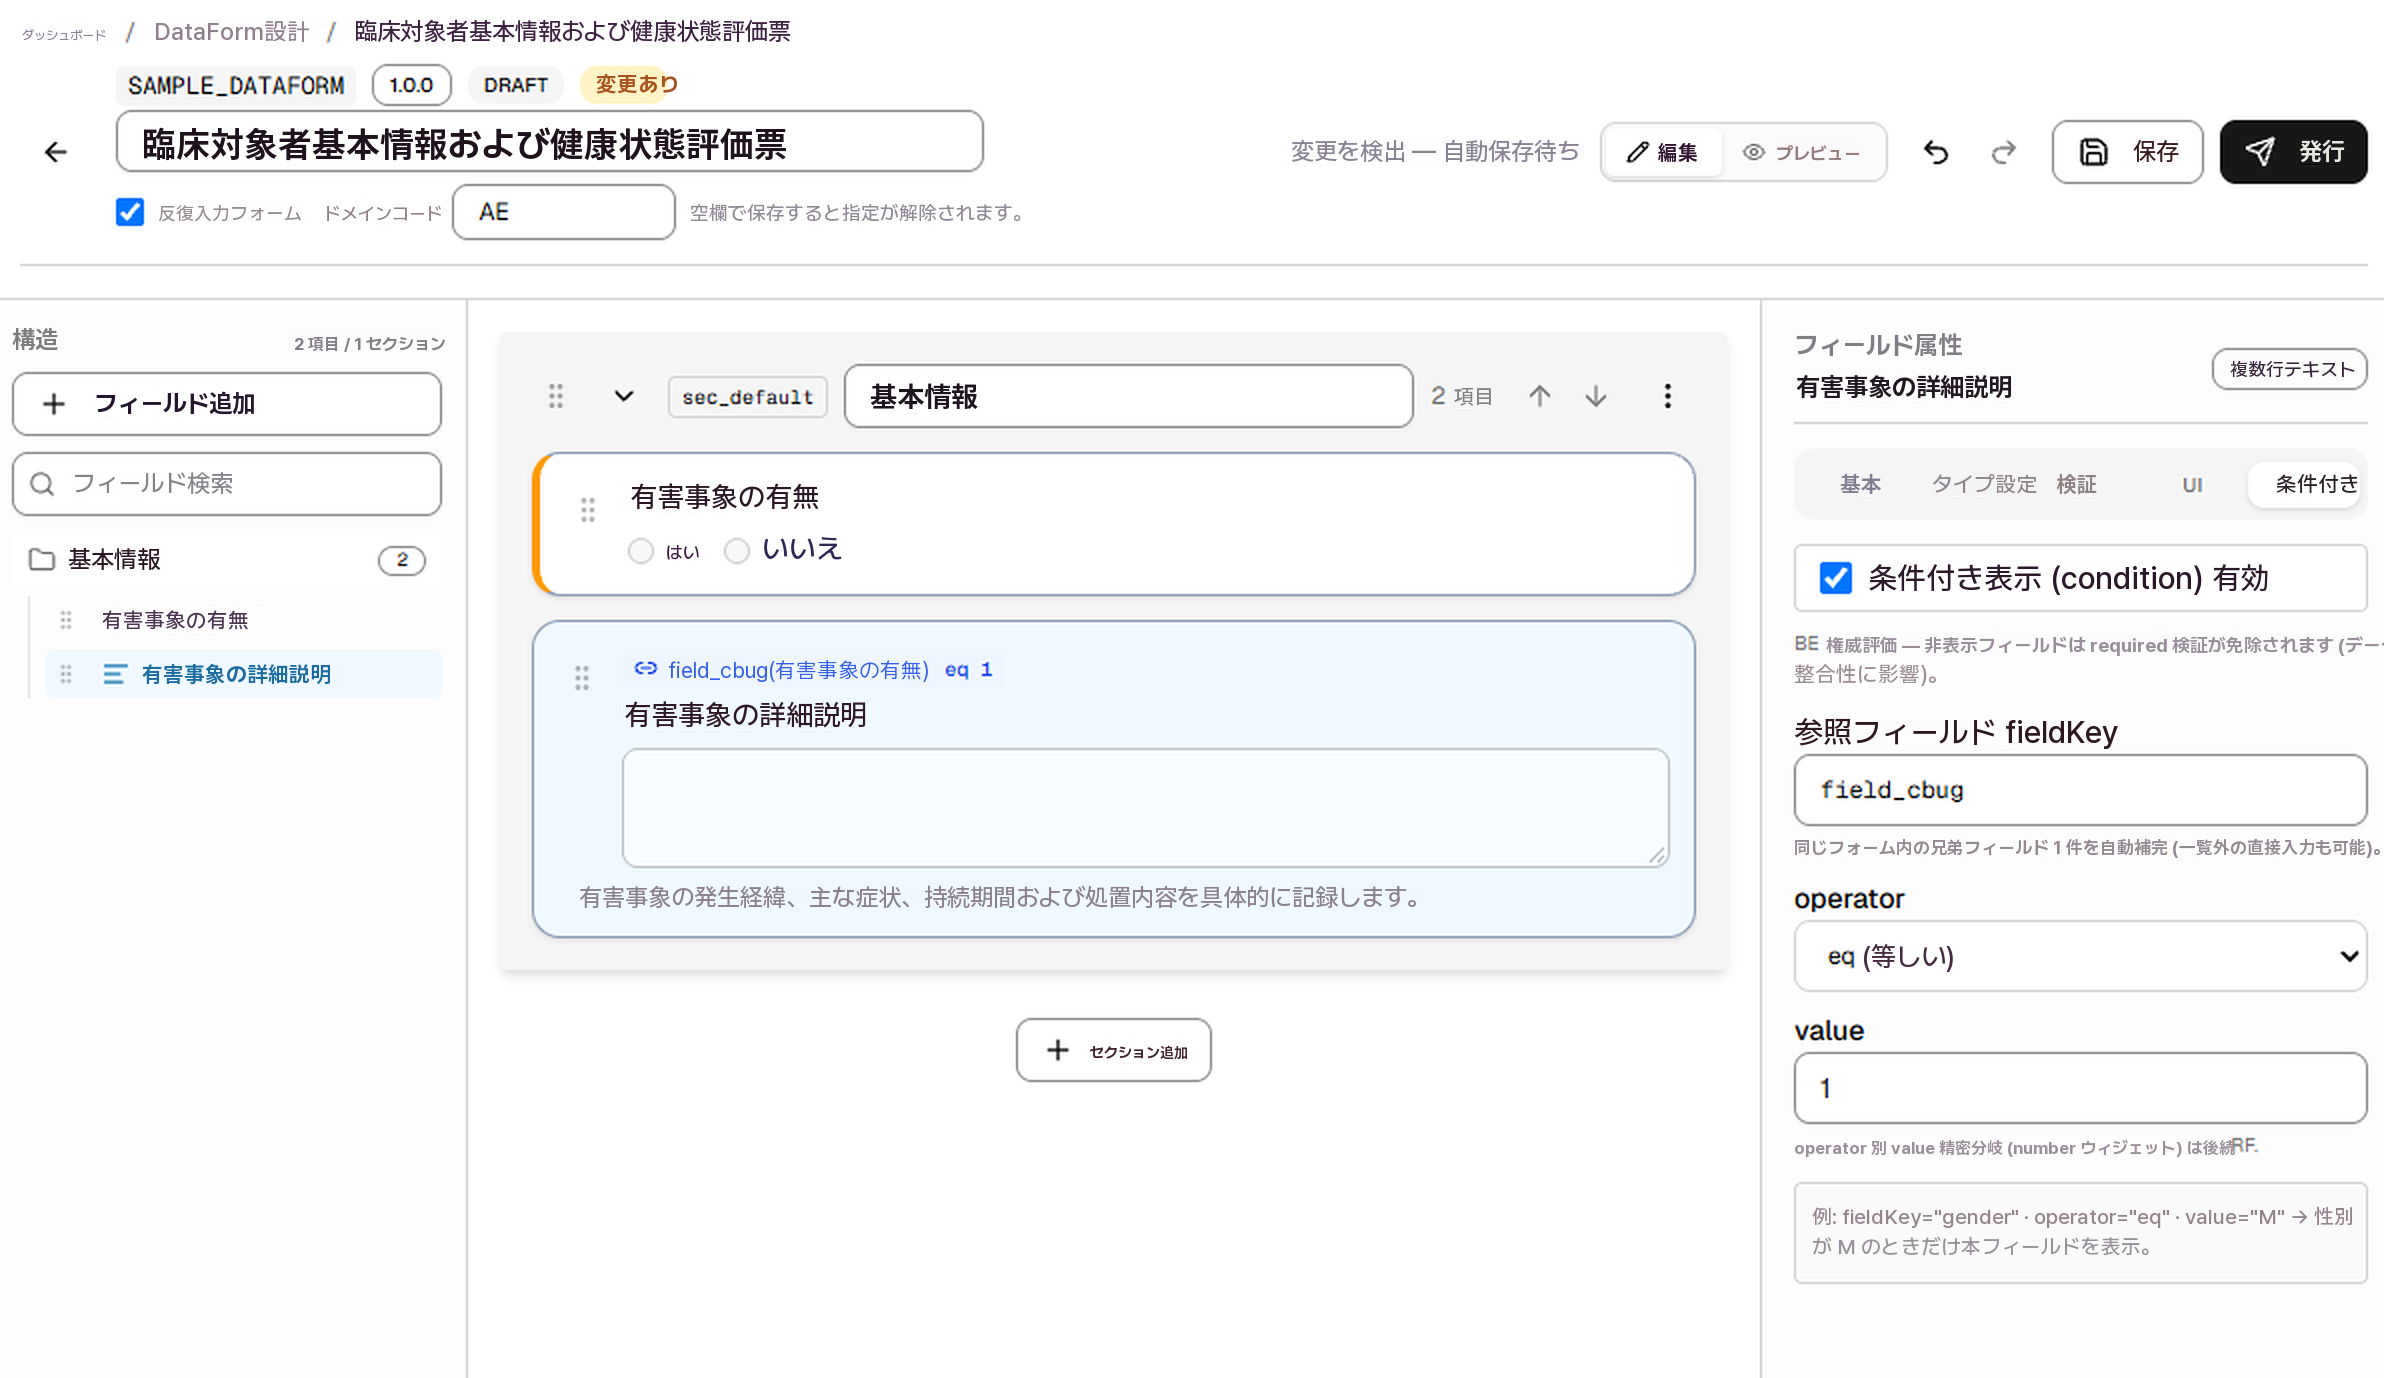 ダッシュボード / DataForm設計 / 臨床対象者基本情報および健康状態評価票
SAMPLE_DATAFORM 1.0.0 DRAFT 変更あり
臨床対象者基本情報および健康状態評価票
変更を検出 — 自動保存待ち 編集 プレビュー 保存 発行
反復入力フォーム ドメインコード AE 空欄で保存すると指定が解除されます。
構造 2 項目 / 1 セクション
フィールド追加
フィールド検索
基本情報 2
有害事象の有無
有害事象の詳細説明
sec_default 基本情報 2 項目
有害事象の有無
はい いいえ
field_cbug(有害事象の有無) eq 1
有害事象の詳細説明
有害事象の発生経緯、主な症状、持続期間および処置内容を具体的に記録します。
セクション追加
フィールド属性
有害事象の詳細説明 複数行テキスト
基本 タイプ設定 検証 UI 条件付き
条件付き表示 (condition) 有効
BE 権威評価 — 非表示フィールドは required 検証が免除されます (デー
整合性に影響)。
参照フィールド fieldKey
field_cbug
同じフォーム内の兄弟フィールド 1 件を自動補完 (一覧外の直接入力も可能)。
operator
eq (等しい)
value
1
operator 別 value 精密分岐 (number ウィジェット) は後続RF.
例: fieldKey="gender" · operator="eq" · value="M" → 性別
が M のときだけ本フィールドを表示。